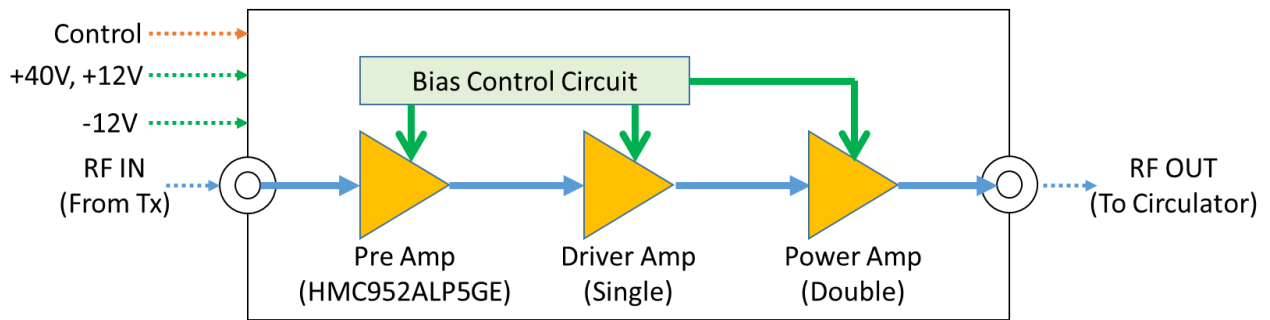 Control
+40V, +12V
-12V
RF IN
(From Tx)
Bias Control Circuit
Pre Amp
(HMC952ALP5GE)
Driver Amp
(Single)
Power Amp
(Double)
RF OUT
(To Circulator)